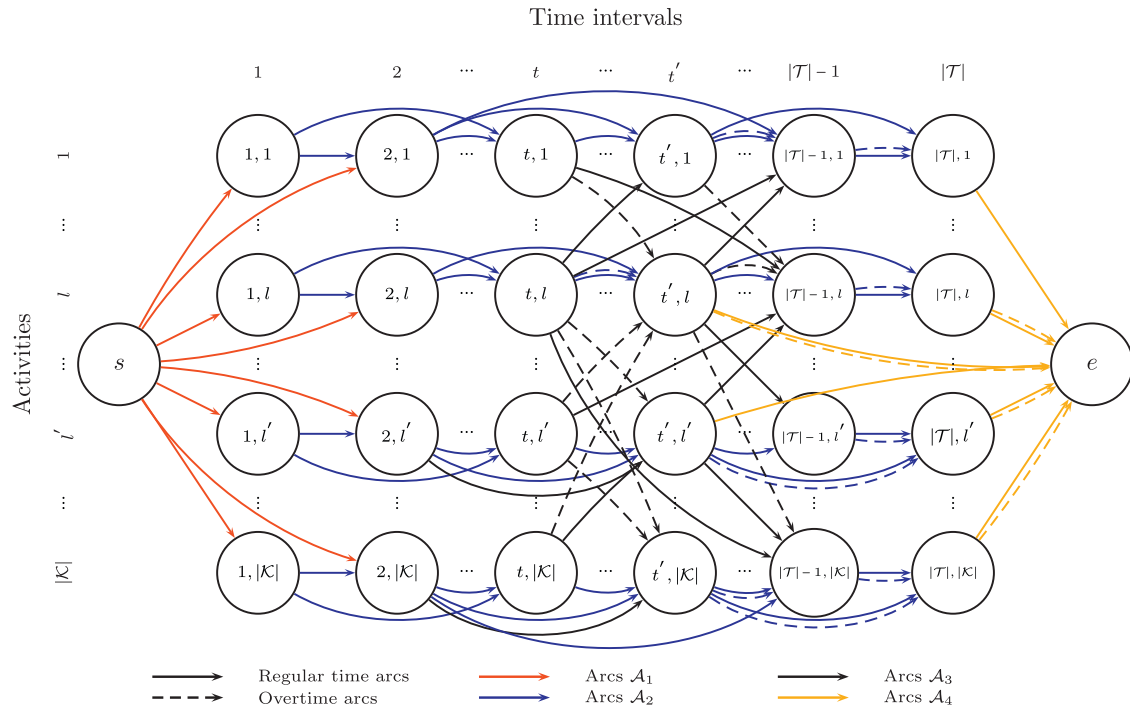 Time intervals
1 2 ... t ... t′ ... |𝒯| − 1 |𝒯|
Activities
1
1, 1 2, 1 ... t, 1 ... t′, 1 ... |𝒯| − 1, 1 |𝒯|, 1
... ⋮ ⋮ ⋮ ⋮ ⋮ ⋮
l
1, l 2, l ... t, l ... t′, l ... |𝒯| − 1, l |𝒯|, l
s ... ⋮ ⋮ ⋮ ⋮ ⋮ ⋮ e
l′
1, l′ 2, l′ ... t, l′ ... t′, l′ ... |𝒯| − 1, l′ |𝒯|, l′
... ⋮ ⋮ ⋮ ⋮ ⋮ ⋮
|𝒦|
1, |𝒦| 2, |𝒦| ... t, |𝒦| ... t′, |𝒦| ... |𝒯| − 1, |𝒦| |𝒯|, |𝒦|
Regular time arcs Arcs 𝒜₁ Arcs 𝒜₃
Overtime arcs Arcs 𝒜₂ Arcs 𝒜₄